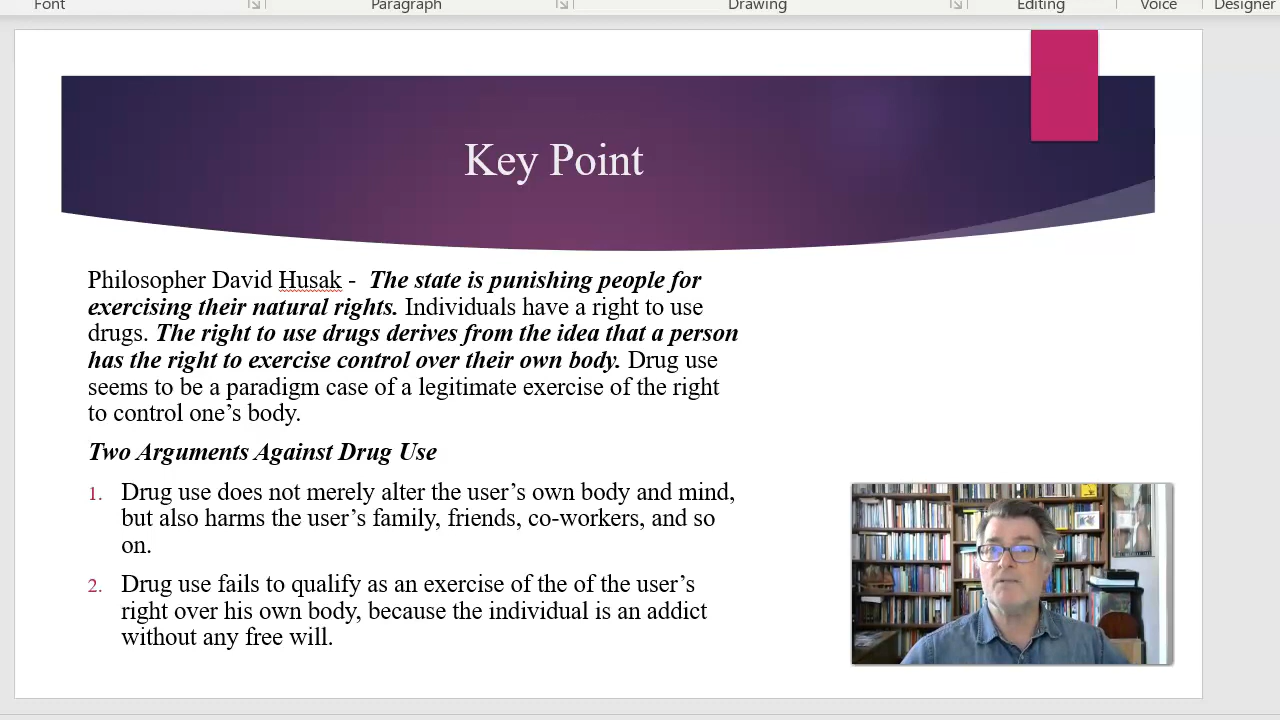 Font Paragraph Drawing Editing Voice Designer
Key Point
Philosopher David Husak - The state is punishing people for
exercising their natural rights. Individuals have a right to use
drugs. The right to use drugs derives from the idea that a person
has the right to exercise control over their own body. Drug use
seems to be a paradigm case of a legitimate exercise of the right
to control one’s body.
Two Arguments Against Drug Use
1. Drug use does not merely alter the user’s own body and mind,
but also harms the user’s family, friends, co-workers, and so
on.
2. Drug use fails to qualify as an exercise of the of the user’s
right over his own body, because the individual is an addict
without any free will.